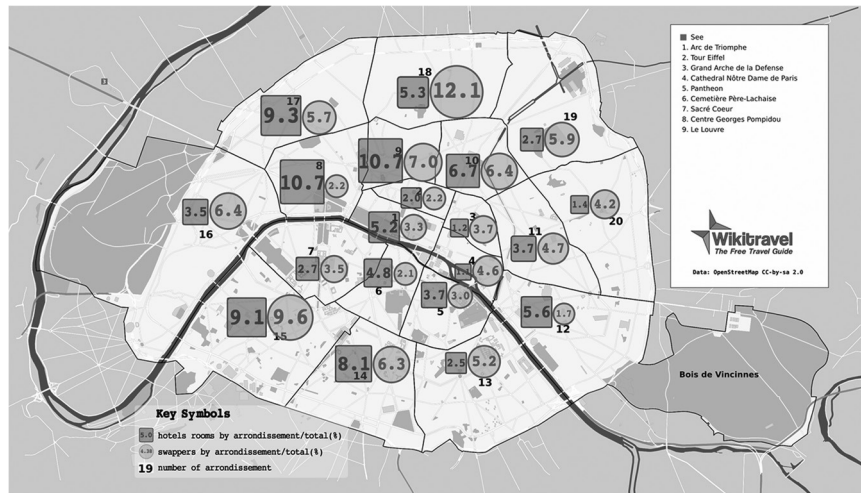 See
1. Arc de Triomphe
2. Tour Eiffel
3. Grand Arche de la Defense
4. Cathedral Nôtre Dame de Paris
5. Pantheon
6. Cemetière Père-Lachaise
7. Sacré Coeur
8. Centre Georges Pompidou
9. Le Louvre
Wikitravel
The Free Travel Guide
Data: OpenStreetMap CC-by-sa 2.0
18
5.3 12.1
17
9.3 5.7
19
2.7 5.9
9
10.7 7.0
10
6.7 6.4
8
10.7 2.2
2.0 2.2
3.5 6.4
16
1.4 4.2
20
1
5.2 3.3
3
1.2 3.7
11
3.7 4.7
7
2.7 3.5
4.8 2.1
6
4
4.6
3.7 3.0
5
9.1 9.6
15
5.6 1.7
12
8.1 6.3
14
2.5 5.2
13
Bois de Vincinnes
Key Symbols
5.0 hotels rooms by arrondissement/total(%)
swappers by arrondissement/total(%)
19 number of arrondissement